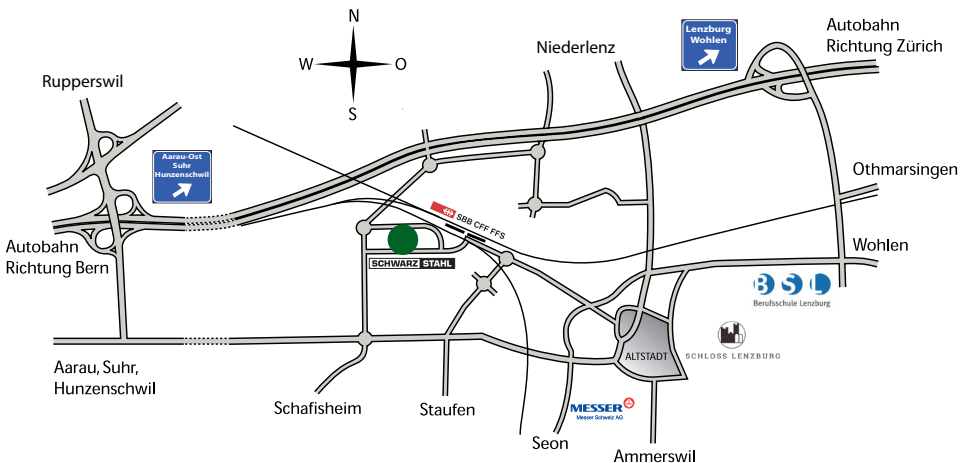 N
W
O
S
Rupperswil
Niederlenz
Lenzburg
Wohlen
Autobahn
Richtung Zürich
Aarau-Ost
Suhr
Hunzenschwil
Othmarsingen
SBB CFF FFS
Autobahn
Richtung Bern
SCHWARZ STAHL
Wohlen
BSL
Berufsschule Lenzburg
ALTSTADT
SCHLOSS LENZBURG
Aarau, Suhr,
Hunzenschwil
Schafisheim
Staufen
MESSER
Messer Schweiz AG
Seon
Ammerswil